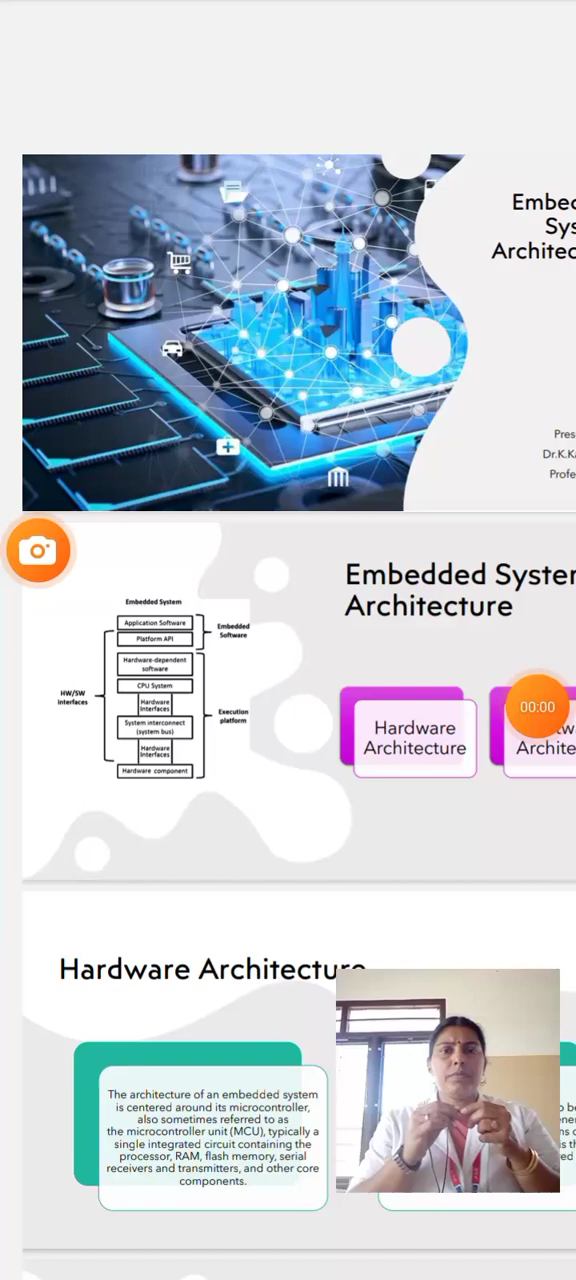 Embec
Sys
Architec
Pres
Dr.K.K
Profe
Embedded System
Architecture
Embedded System
Application Software
Platform API
Embedded
Software
Hardware-dependent
software
CPU System
HW/SW
Interfaces
Hardware
Interfaces
Execution
platform
System interconnect
(system bus)
Hardware
Interfaces
Hardware component
Hardware
Architecture
00:00
Archite
Hardware Architecture
The architecture of an embedded system
is centered around its microcontroller,
also sometimes referred to as
the microcontroller unit (MCU), typically a
single integrated circuit containing the
processor, RAM, flash memory, serial
receivers and transmitters, and other core
components.